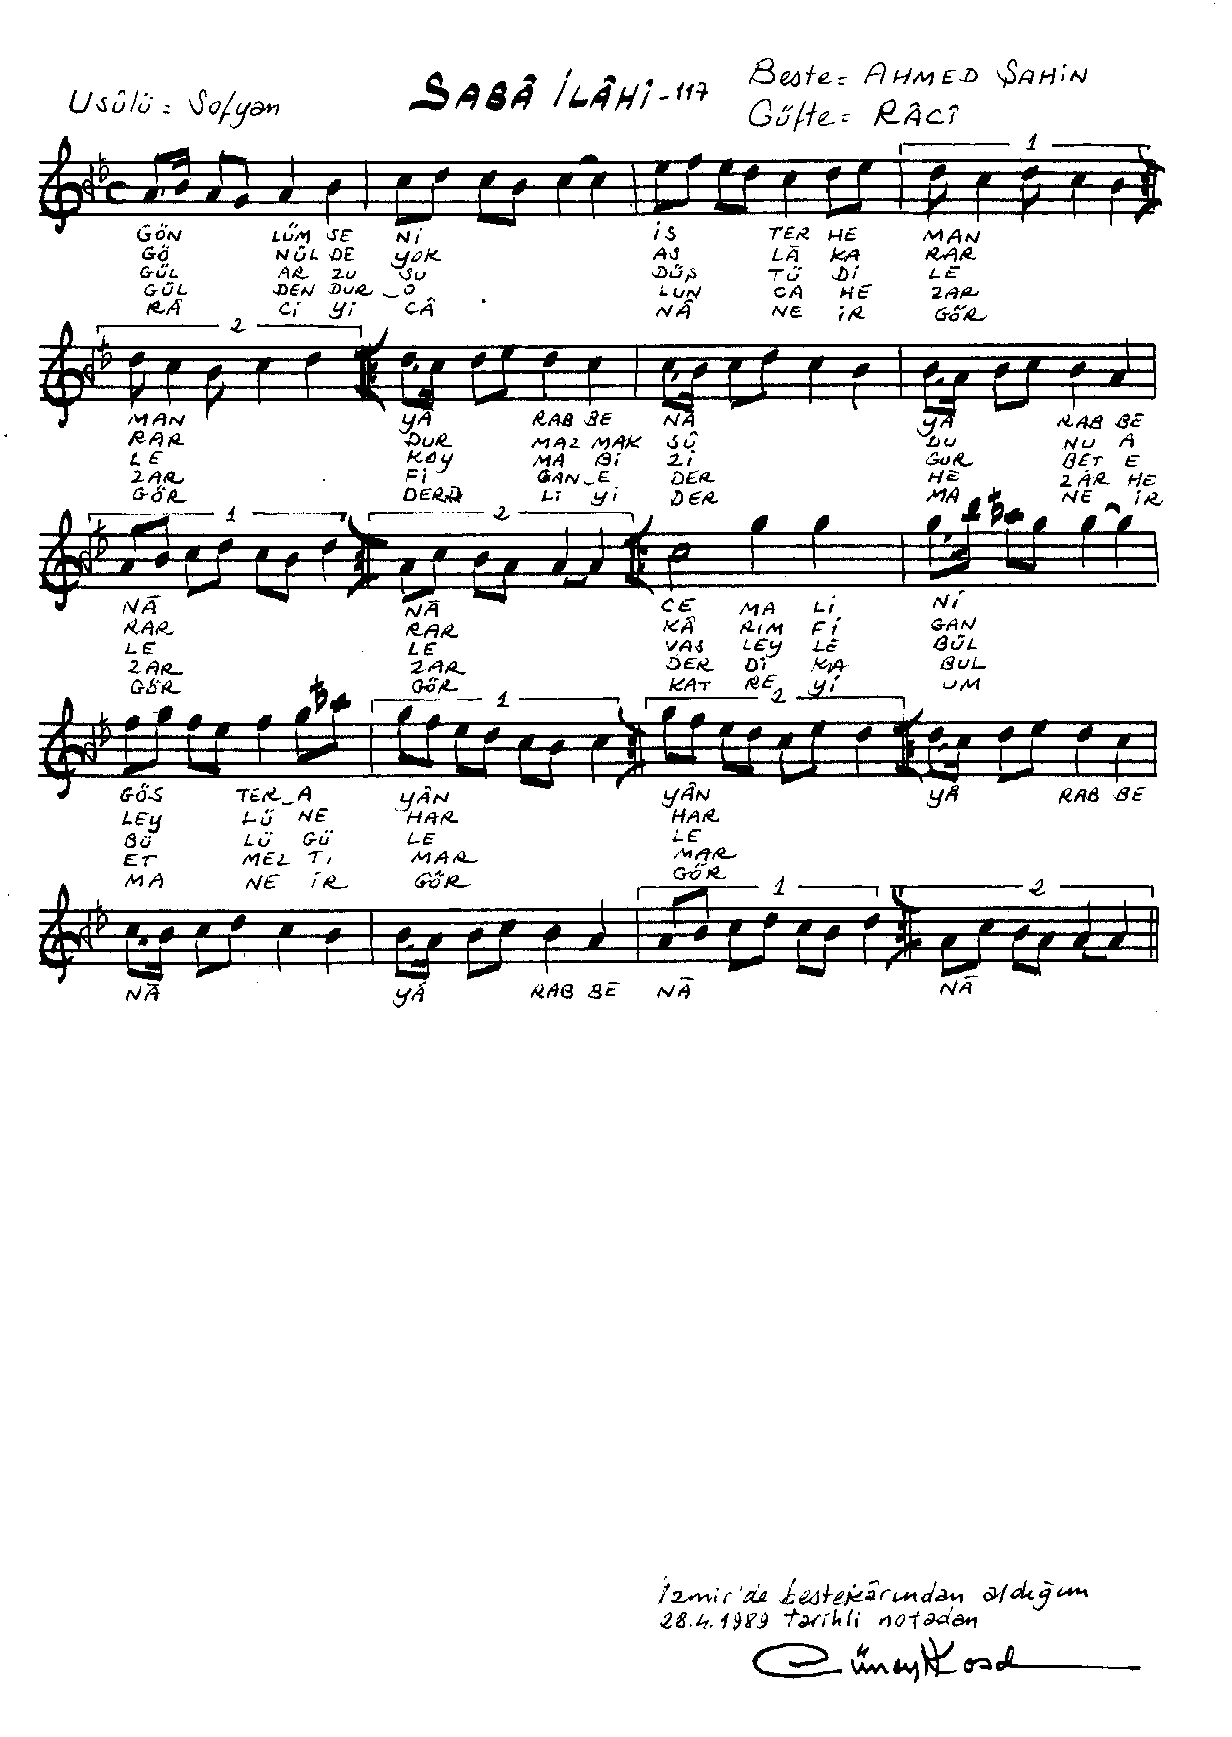 Usûlü = Sofyan
SABÂ İLÂHİ - 117
Beste = AHMED ŞAHİN
Güfte = RÂCÎ
1
GÖN LÜM SE Nİ İS TER HE MAN
GÖ NÜL DE YOK AS LÂ KA RAR
GÜL AR ZU SU DÜŞ TÜ Dİ LE
GÜL DEN DUR_O LUN CA HE ZAR
RÂ Cİ Yİ CÂ NÂ NE İR GÖR
2
MAN YÂ RAB BE NÂ YÂ RAB BE
RAR DUR MAZ MAK SÛ DU NU A
LE KOY MA Bİ Zİ GUR BET E
ZAR Fİ GAN_E DER HE ZÂR HE
GÖR DER Lİ Yİ DER MA NE İR
1 2
NÂ NÂ CE MA Lİ Nİ
RAR RAR KÂ RIM Fİ GAN
LE LE VAS LEY LE BÜL
ZAR ZAR DER Dİ KA BUL
GÖR GÖR KAT RE Yİ UM
1 2
GÖS TER_A YÂN YÂN YÂ RAB BE
LEY LÜ NE HAR HAR
BÜ LÜ GÜ LE LE
ET MEZ TI MAR MAR
MA NE İR GÖR GÖR
1 2
NÂ YÂ RAB BE NÂ NÂ
İzmir'de bestekârından aldığım
28.4.1989 tarihli notadan